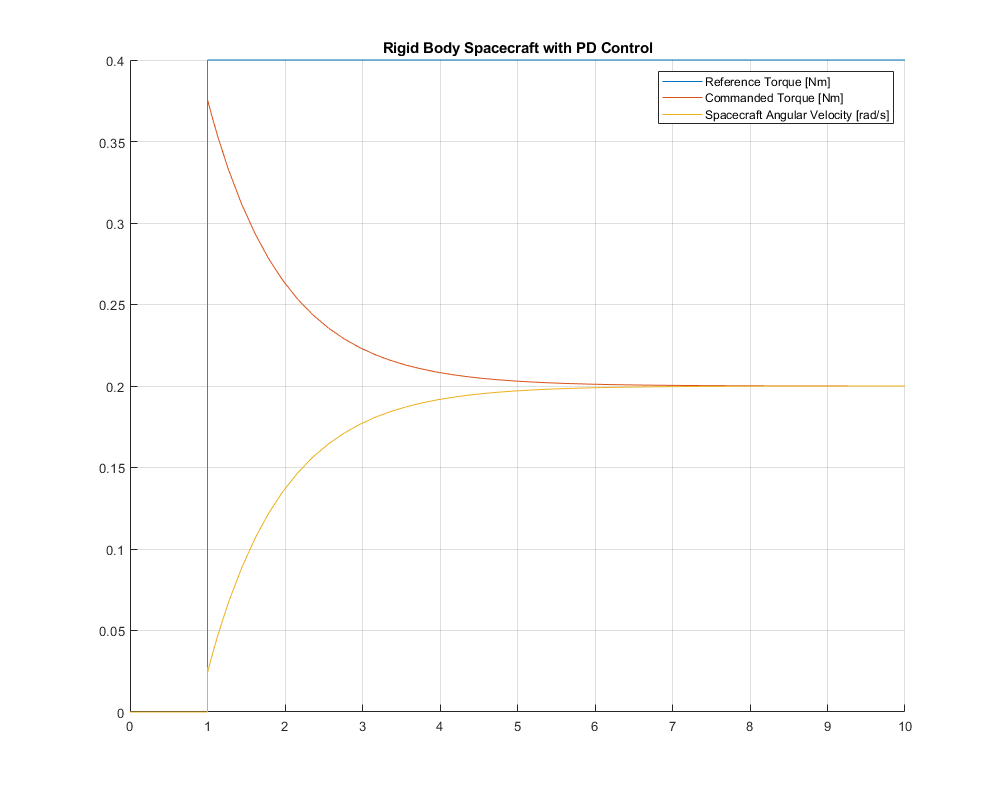 Rigid Body Spacecraft with PD Control
0.4
Reference Torque [Nm]
Commanded Torque [Nm]
Spacecraft Angular Velocity [rad/s]
0.35
0.3
0.25
0.2
0.15
0.1
0.05
0
0 1 2 3 4 5 6 7 8 9 10